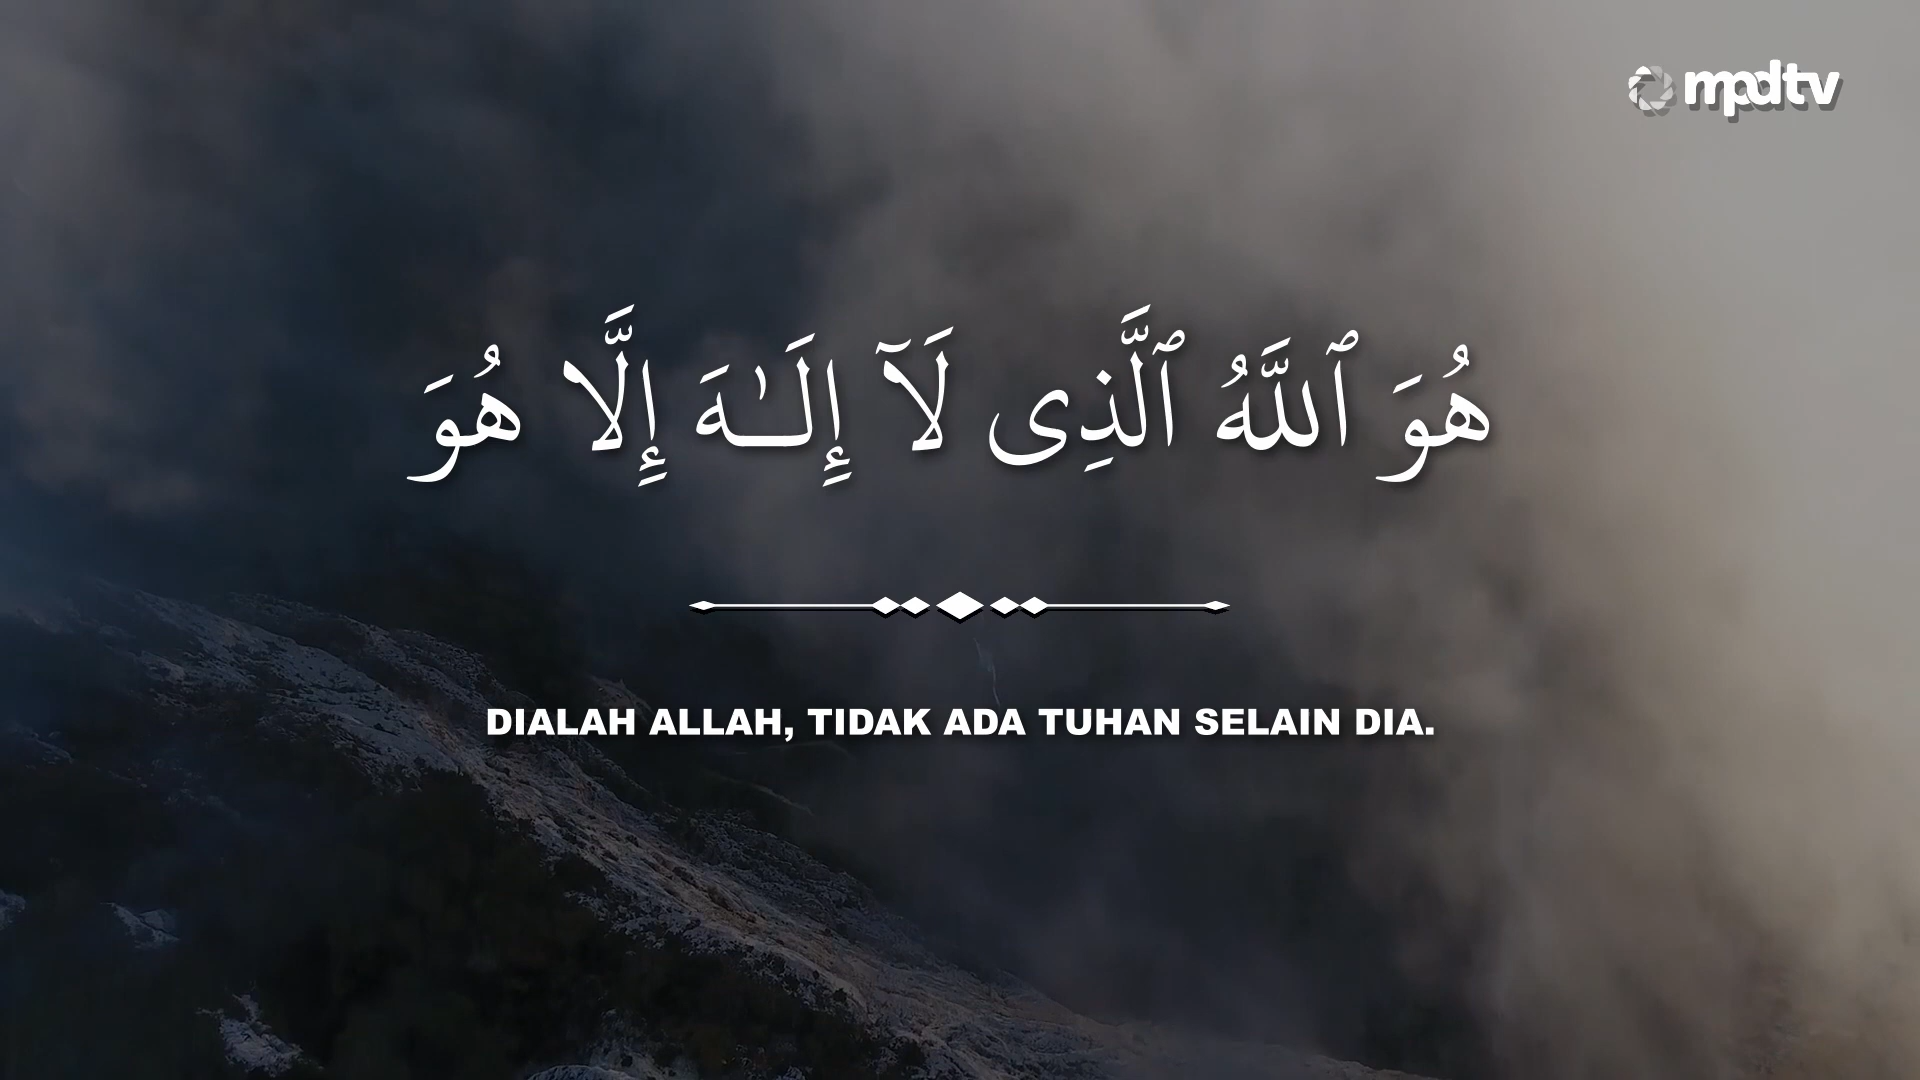 mpdtv
هُوَ ٱللَّهُ ٱلَّذِى لَآ إِلَـٰهَ إِلَّا هُوَ
DIALAH ALLAH, TIDAK ADA TUHAN SELAIN DIA.